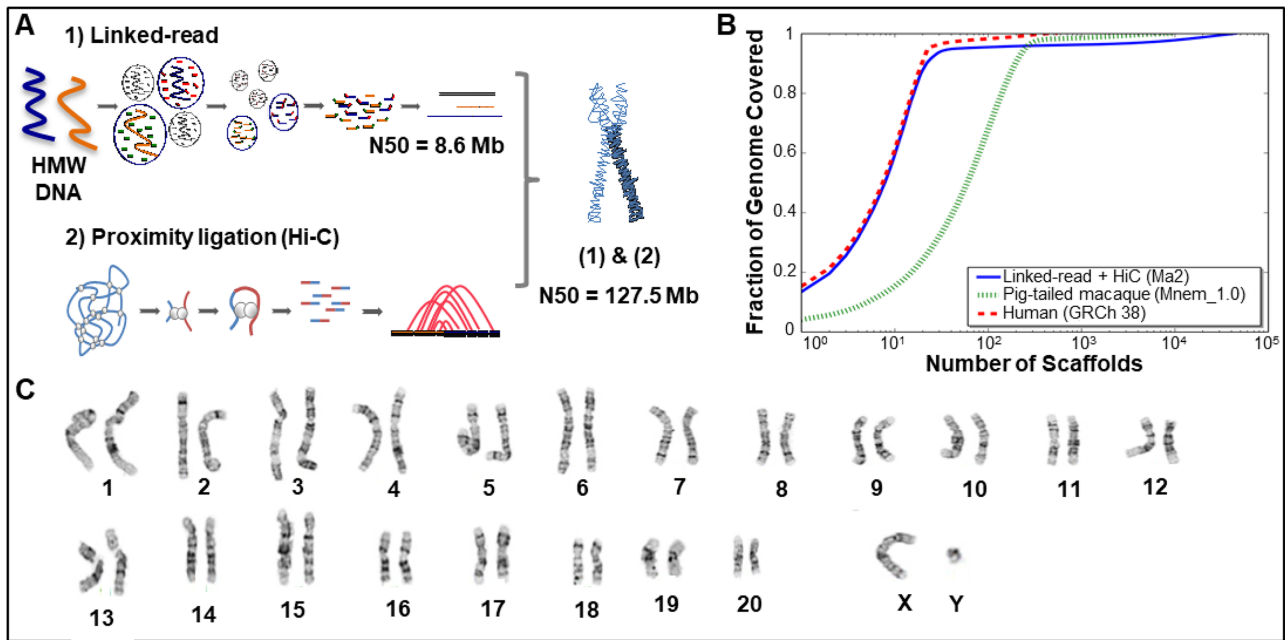 A
1) Linked-read
HMW
DNA
N50 = 8.6 Mb
2) Proximity ligation (Hi-C)
(1) & (2)
N50 = 127.5 Mb
B
Fraction of Genome Covered
1
0.8
0.6
0.4
0.2
0
Linked-read + HiC (Ma2)
Pig-tailed macaque (Mnem_1.0)
Human (GRCh 38)
10⁰ 10¹ 10² 10³ 10⁴ 10⁵
Number of Scaffolds
C
1 2 3 4 5 6 7 8 9 10 11 12
13 14 15 16 17 18 19 20 X Y